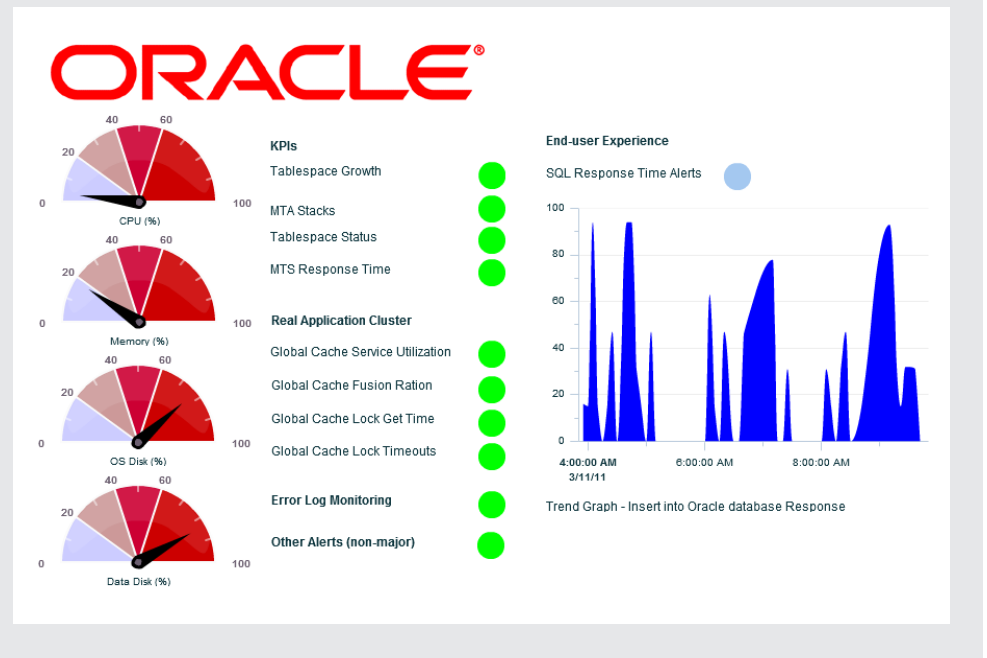 ORACLE®
40 60
20
0 100
CPU (%)
40 60
20
0 100
Memory (%)
40 60
20
0 100
OS Disk (%)
40 60
20
0 100
Data Disk (%)
KPIs
Tablespace Growth
MTA Stacks
Tablespace Status
MTS Response Time
Real Application Cluster
Global Cache Service Utilization
Global Cache Fusion Ration
Global Cache Lock Get Time
Global Cache Lock Timeouts
Error Log Monitoring
Other Alerts (non-major)
End-user Experience
SQL Response Time Alerts
100
80
60
40
20
0
4:00:00 AM 6:00:00 AM 8:00:00 AM
3/11/11
Trend Graph - Insert into Oracle database Response